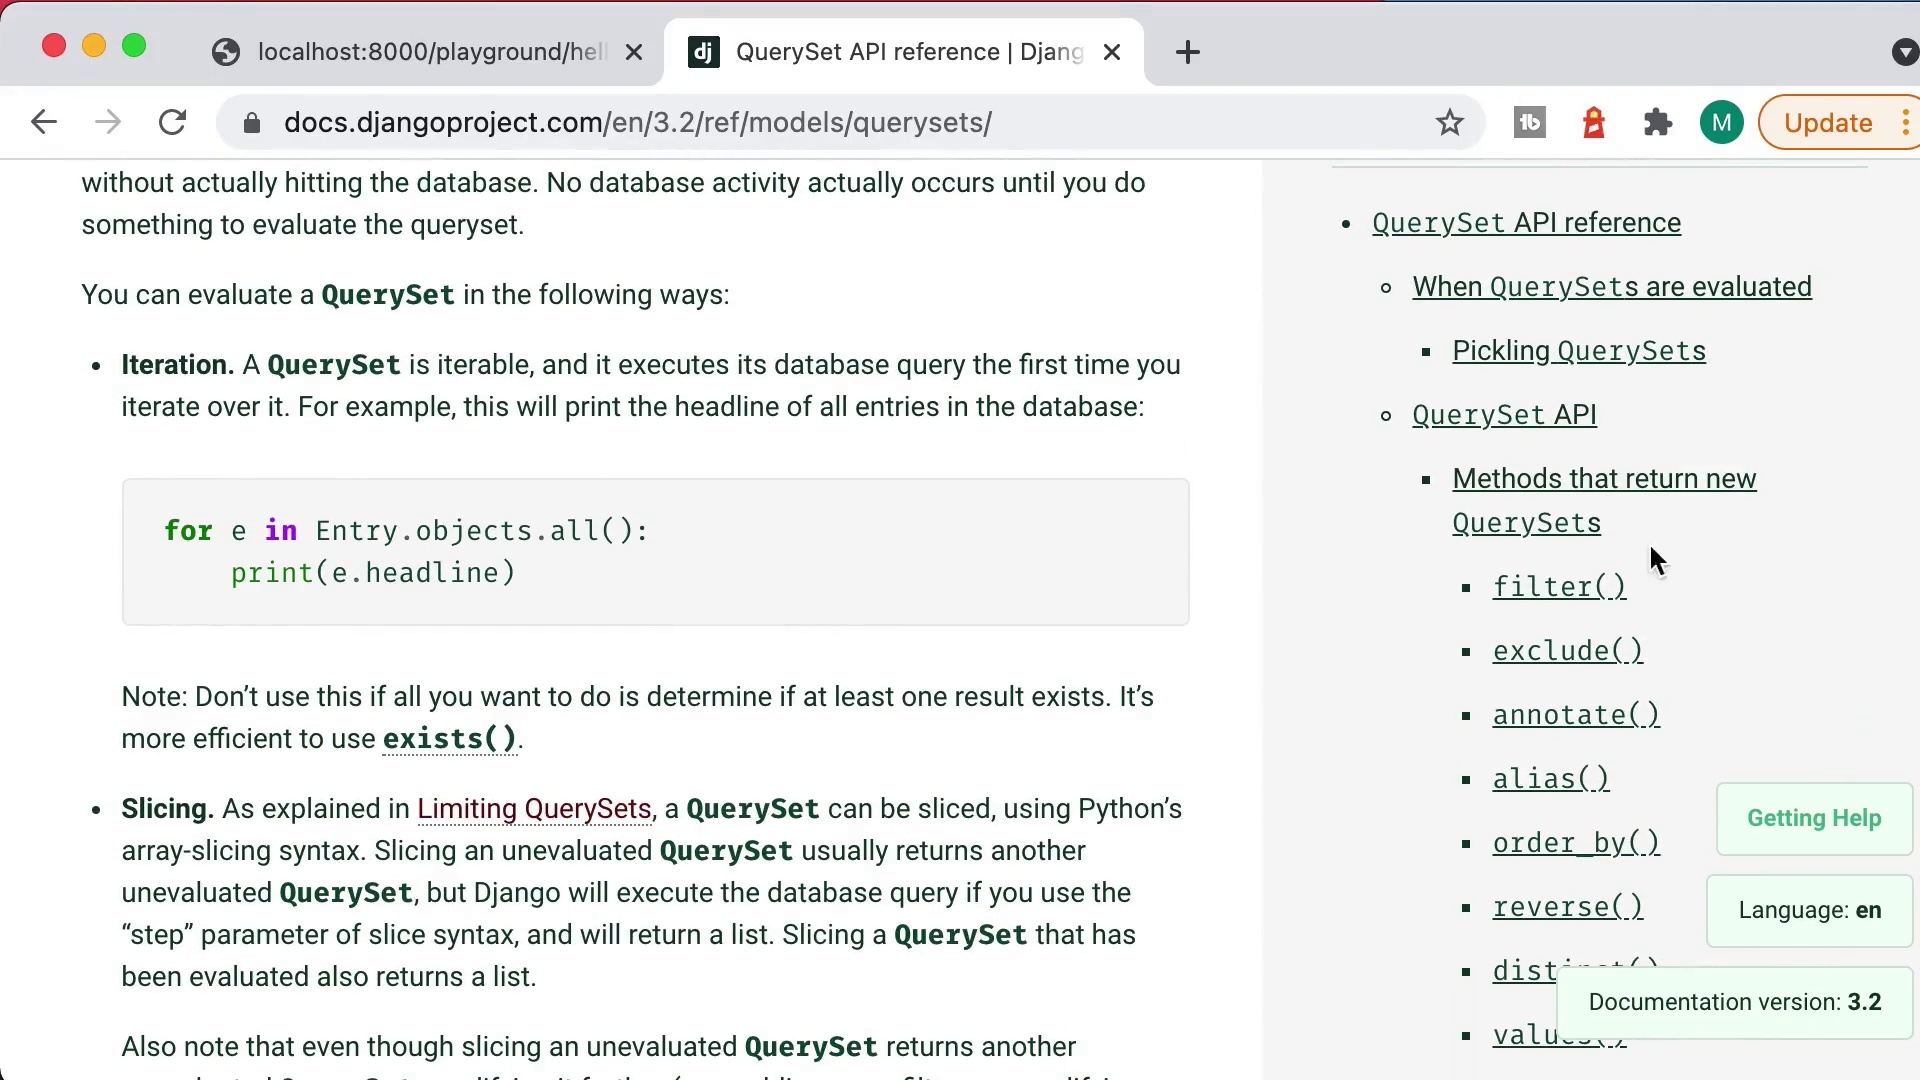 localhost:8000/playground/hell
QuerySet API reference | Djang
docs.djangoproject.com/en/3.2/ref/models/querysets/
M
Update
without actually hitting the database. No database activity actually occurs until you do
something to evaluate the queryset.
You can evaluate a QuerySet in the following ways:
Iteration. A QuerySet is iterable, and it executes its database query the first time you
iterate over it. For example, this will print the headline of all entries in the database:
for e in Entry.objects.all():
print(e.headline)
Note: Don’t use this if all you want to do is determine if at least one result exists. It’s
more efficient to use exists().
Slicing. As explained in Limiting QuerySets, a QuerySet can be sliced, using Python’s
array-slicing syntax. Slicing an unevaluated QuerySet usually returns another
unevaluated QuerySet, but Django will execute the database query if you use the
“step” parameter of slice syntax, and will return a list. Slicing a QuerySet that has
been evaluated also returns a list.
Also note that even though slicing an unevaluated QuerySet returns another
QuerySet API reference
When QuerySets are evaluated
Pickling QuerySets
QuerySet API
Methods that return new
QuerySets
filter()
exclude()
annotate()
alias()
order_by()
reverse()
distinct()
values()
Getting Help
Language: en
Documentation version: 3.2